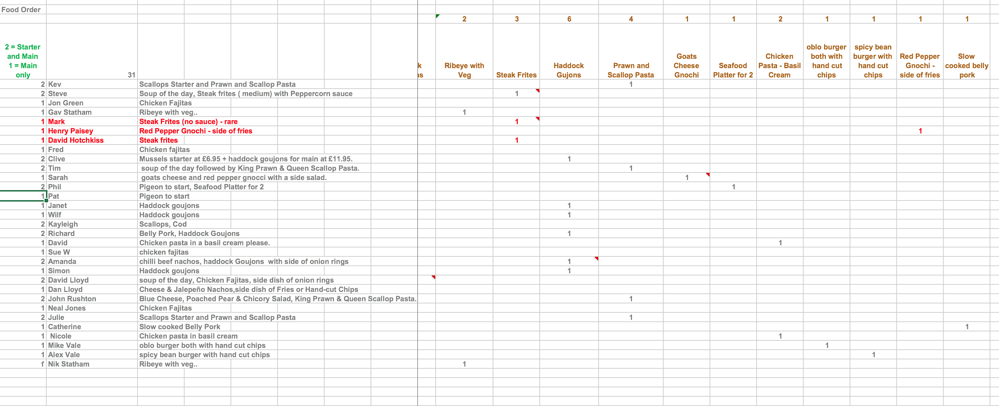 Food Order
2 3 6 4 1 1 2 1 1 1 1
2 = Starter and Main 1 = Main only 31 k ıs Ribeye with Veg Steak Frites Haddock Gujons Prawn and Scallop Pasta Goats Cheese Gnochi Seafood Platter for 2 Chicken Pasta - Basil Cream oblo burger both with hand cut chips spicy bean burger with hand cut chips Red Pepper Gnochi - side of fries Slow cooked belly pork
2 Kev Scallops Starter and Prawn and Scallop Pasta 1
2 Steve Soup of the day, Steak frites ( medium) with Peppercorn sauce 1
1 Jon Green Chicken Fajitas
1 Gav Statham Ribeye with veg.. 1
1 Mark Steak Frites (no sauce) - rare 1
1 Henry Paisey Red Pepper Gnochi - side of fries 1
1 David Hotchkiss Steak frites 1
1 Fred Chicken fajitas
2 Clive Mussels starter at £6.95 + haddock goujons for main at £11.95. 1
2 Tim soup of the day followed by King Prawn & Queen Scallop Pasta. 1
1 Sarah goats cheese and red pepper gnocci with a side salad. 1
2 Phil Pigeon to start, Seafood Platter for 2 1
1 Pat Pigeon to start
1 Janet Haddock goujons 1
1 Wilf Haddock goujons 1
2 Kayleigh Scallops, Cod
2 Richard Belly Pork, Haddock Goujons 1
1 David Chicken pasta in a basil cream please. 1
1 Sue W chicken fajitas
2 Amanda chilli beef nachos, haddock Goujons with side of onion rings 1
1 Simon Haddock goujons 1
2 David Lloyd soup of the day, Chicken Fajitas, side dish of onion rings
1 Dan Lloyd Cheese & Jalepeño Nachos,side dish of Fries or Hand-cut Chips
2 John Rushton Blue Cheese, Poached Pear & Chicory Salad, King Prawn & Queen Scallop Pasta. 1
1 Neal Jones Chicken Fajitas
2 Julie Scallops Starter and Prawn and Scallop Pasta 1
1 Catherine Slow cooked Belly Pork 1
1 Nicole Chicken pasta in basil cream 1
1 Mike Vale oblo burger both with hand cut chips 1
1 Alex Vale spicy bean burger with hand cut chips 1
1 Nik Statham Ribeye with veg.. 1